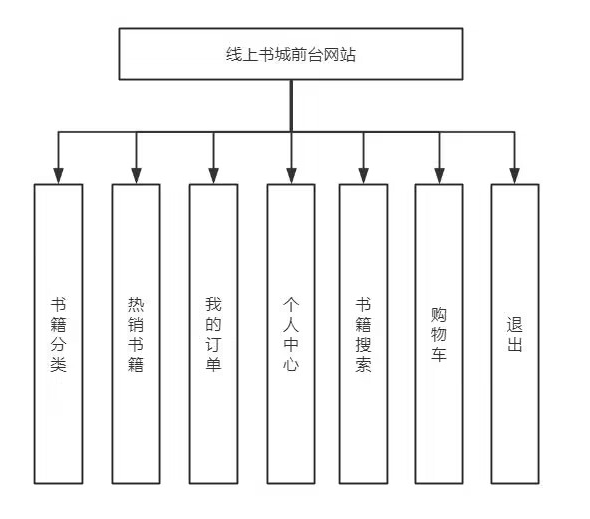 线上书城前台网站
书籍分类
热销书籍
我的订单
个人中心
书籍搜索
购物车
退出